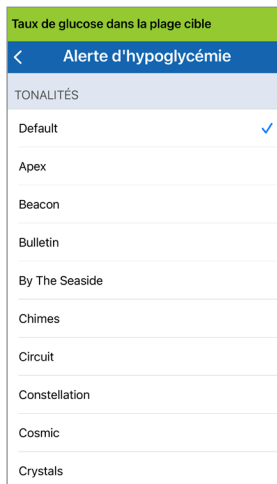 Taux de glucose dans la plage cible
Alerte d'hypoglycémie
TONALITÉS
Default
Apex
Beacon
Bulletin
By The Seaside
Chimes
Circuit
Constellation
Cosmic
Crystals